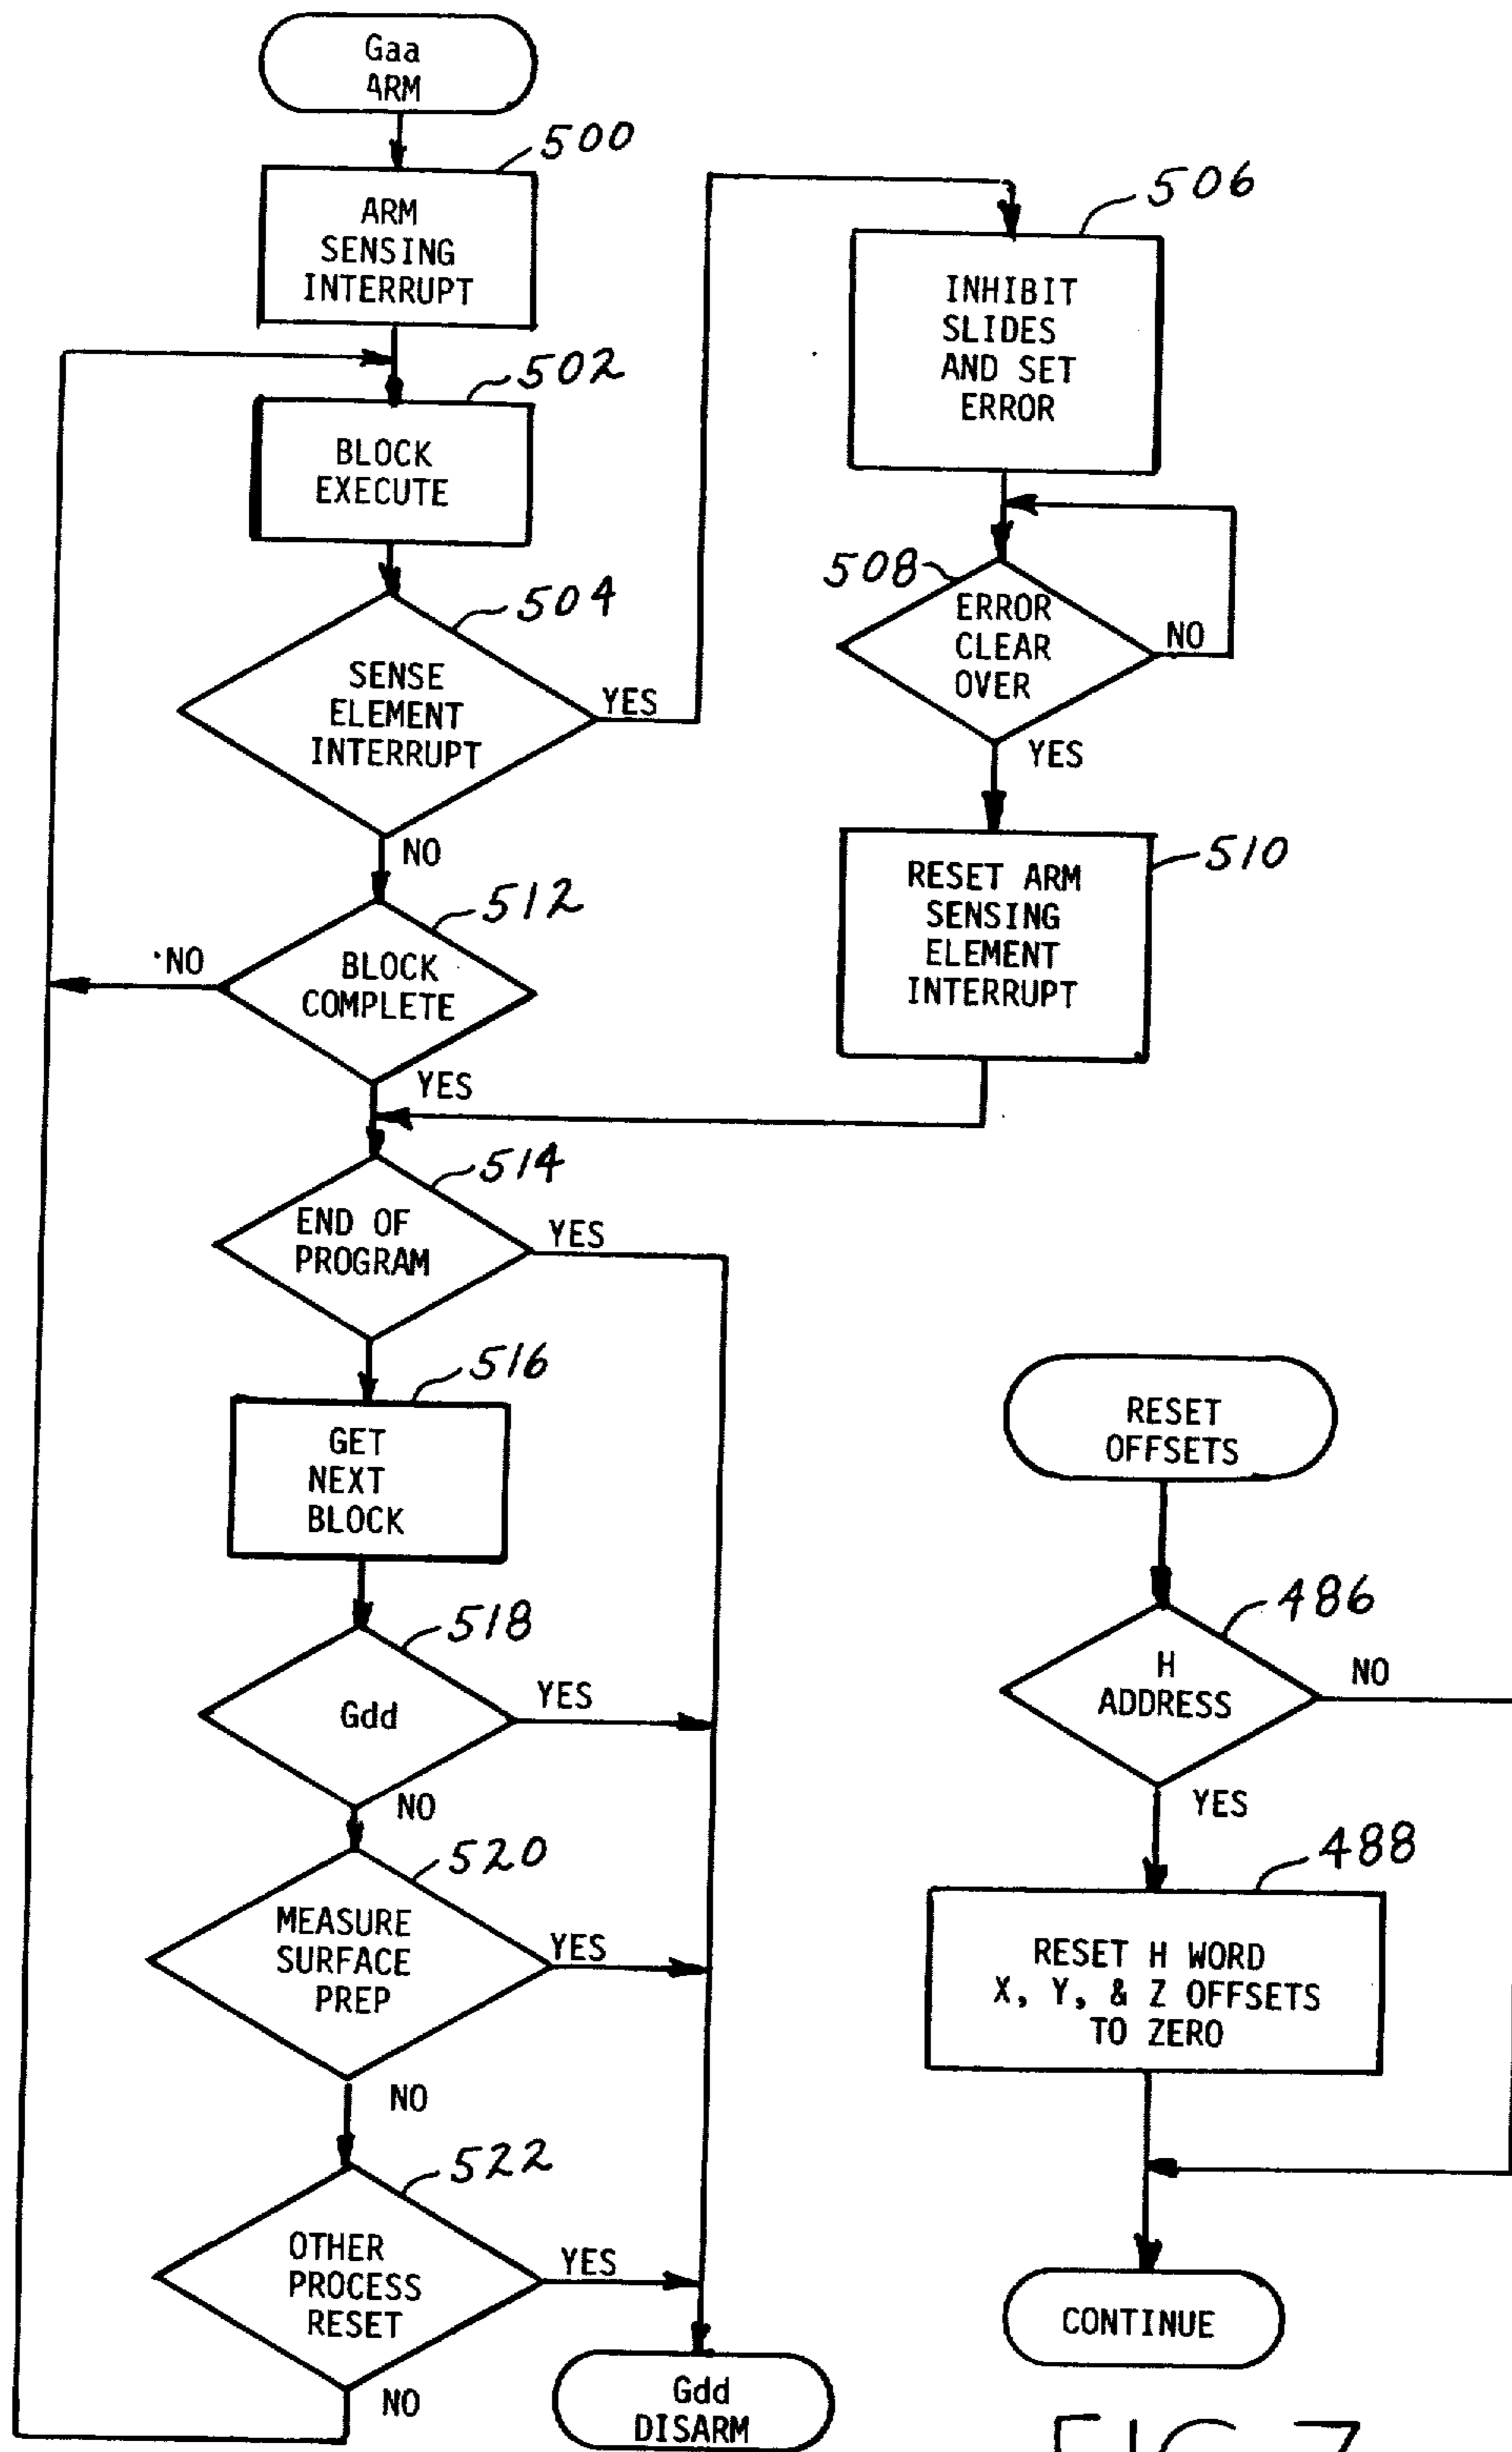 Gaa
ARM
500
ARM
SENSING
INTERRUPT
502
BLOCK
EXECUTE
504
SENSE
ELEMENT
INTERRUPT
YES
NO
506
INHIBIT
SLIDES
AND SET
ERROR
508
ERROR
CLEAR
OVER
NO
YES
510
RESET ARM
SENSING
ELEMENT
INTERRUPT
512
BLOCK
COMPLETE
NO
YES
514
END OF
PROGRAM
YES
516
GET
NEXT
BLOCK
518
Gdd
YES
NO
520
MEASURE
SURFACE
PREP
YES
NO
522
OTHER
PROCESS
RESET
YES
NO
Gdd
DISARM
RESET
OFFSETS
486
H
ADDRESS
NO
YES
488
RESET H WORD
X, Y, & Z OFFSETS
TO ZERO
CONTINUE